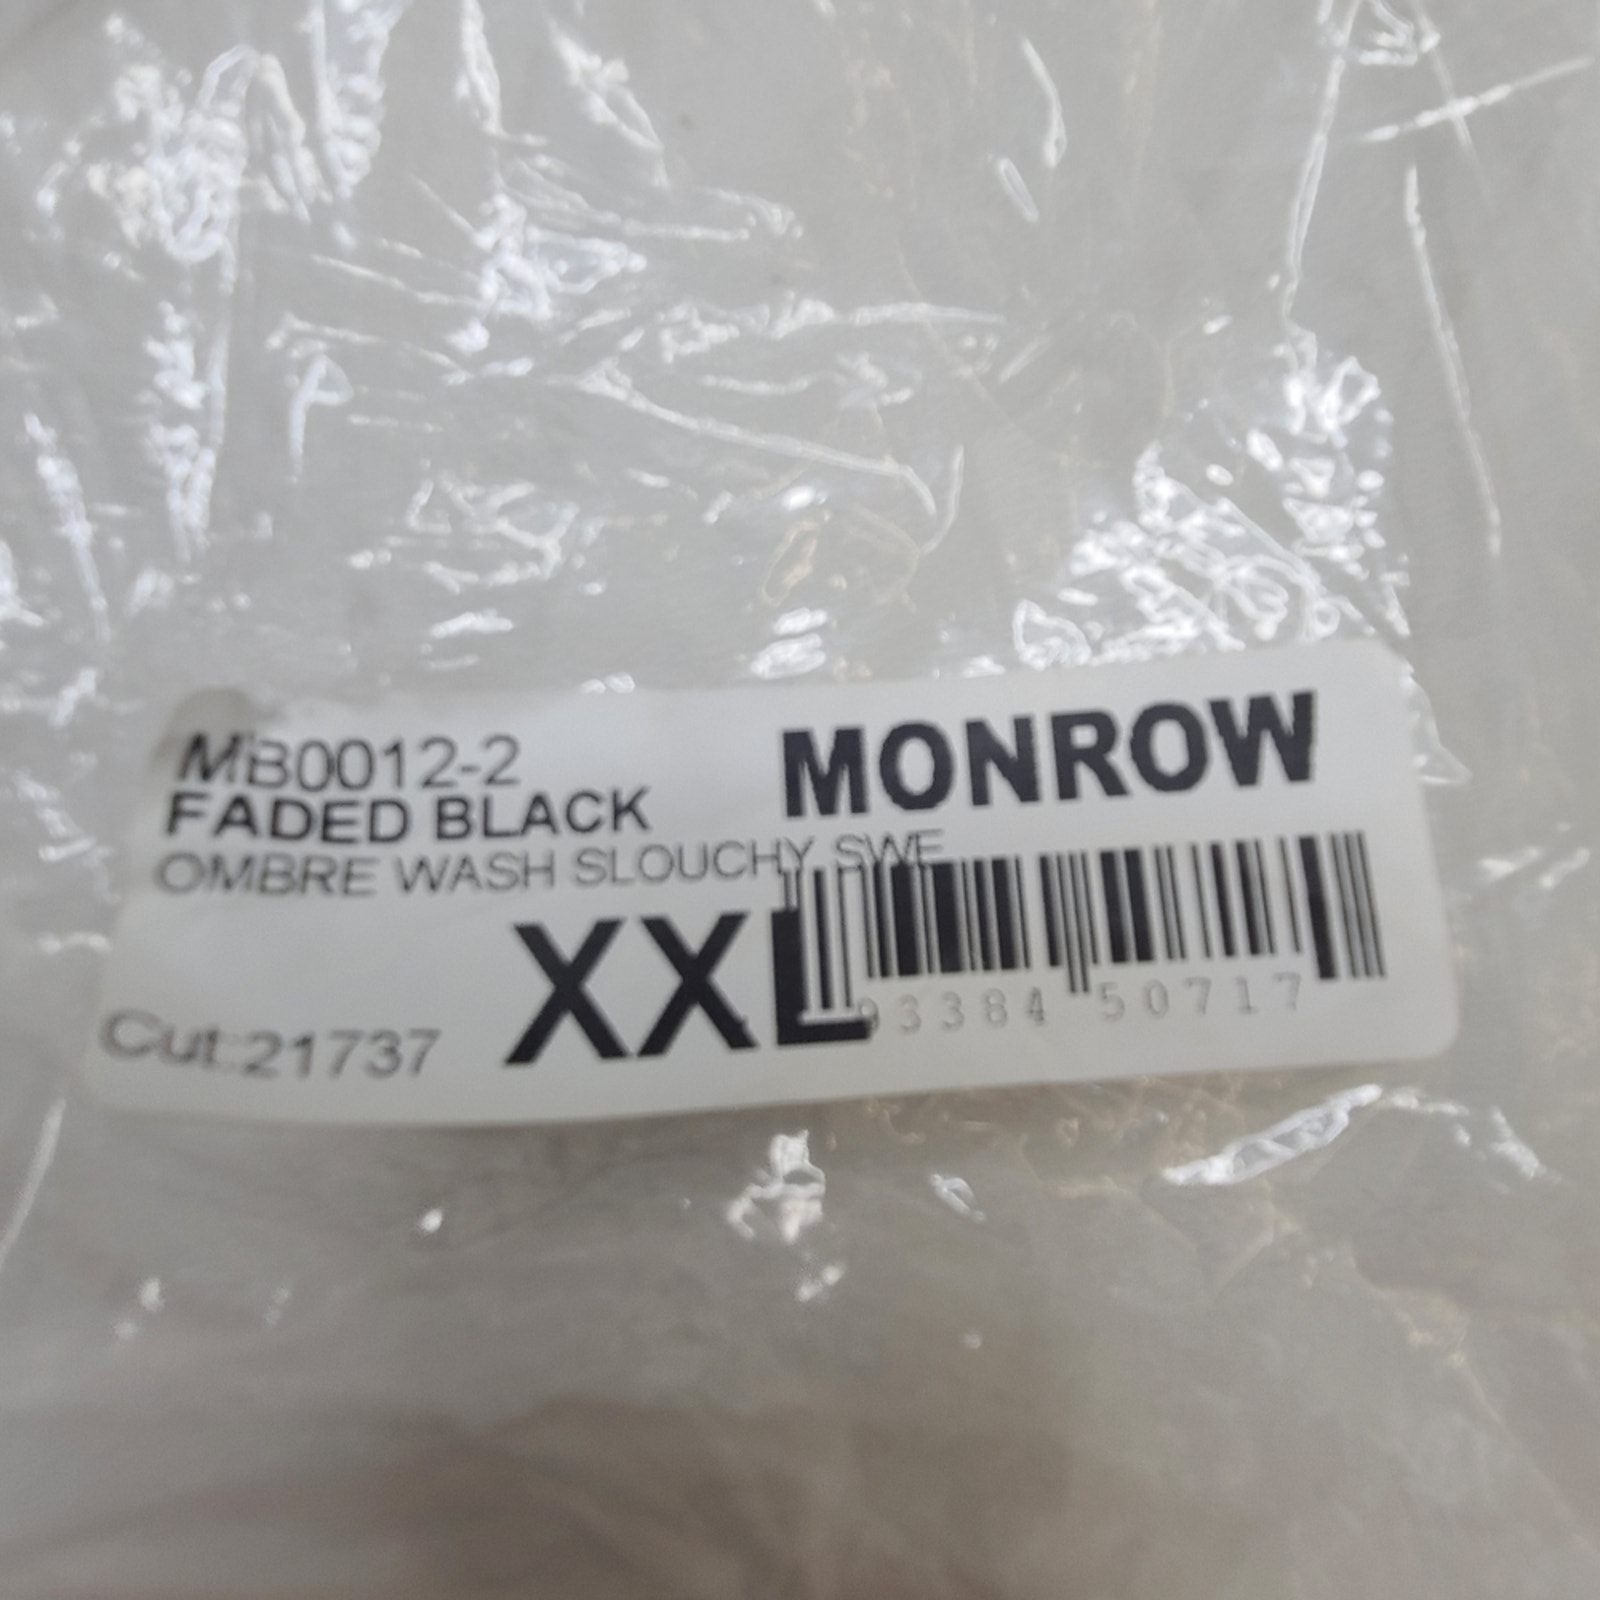 MB0012-2
MONROW
FADED BLACK
OMBRE WASH SLOUCHY SWE
XXL
93384 50717
Cut:21737